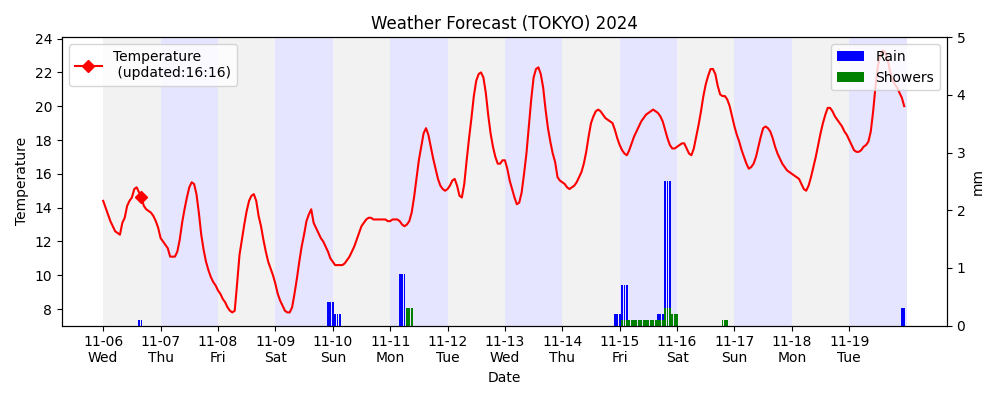 Weather Forecast (TOKYO) 2024
Temperature
(updated:16:16)
Rain
Showers
Temperature
24
22
20
18
16
14
12
10
8
5
4
3
2
1
0
mm
11-06 11-07 11-08 11-09 11-10 11-11 11-12 11-13 11-14 11-15 11-16 11-17 11-18 11-19
Wed Thu Fri Sat Sun Mon Tue Wed Thu Fri Sat Sun Mon Tue
Date